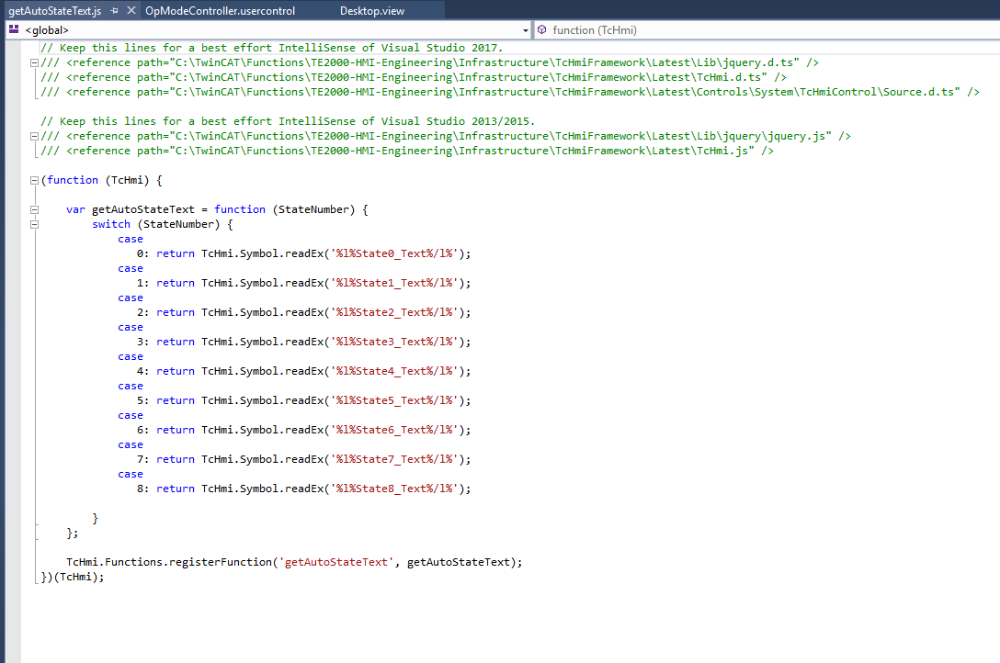 getAutoStateText.js OpModeController.usercontrol Desktop.view
<global> function (TcHmi)
// Keep this lines for a best effort IntelliSense of Visual Studio 2017.
/// <reference path="C:\TwinCAT\Functions\TE2000-HMI-Engineering\Infrastructure\TcHmiFramework\Latest\Lib\jquery.d.ts" />
/// <reference path="C:\TwinCAT\Functions\TE2000-HMI-Engineering\Infrastructure\TcHmiFramework\Latest\TcHmi.d.ts" />
/// <reference path="C:\TwinCAT\Functions\TE2000-HMI-Engineering\Infrastructure\TcHmiFramework\Latest\Controls\System\TcHmiControl\Source.d.ts" />
// Keep this lines for a best effort IntelliSense of Visual Studio 2013/2015.
/// <reference path="C:\TwinCAT\Functions\TE2000-HMI-Engineering\Infrastructure\TcHmiFramework\Latest\Lib\jquery\jquery.js" />
/// <reference path="C:\TwinCAT\Functions\TE2000-HMI-Engineering\Infrastructure\TcHmiFramework\Latest\TcHmi.js" />
(function (TcHmi) {
var getAutoStateText = function (StateNumber) {
switch (StateNumber) {
case
0: return TcHmi.Symbol.readEx('%l%State0_Text%/l%');
case
1: return TcHmi.Symbol.readEx('%l%State1_Text%/l%');
case
2: return TcHmi.Symbol.readEx('%l%State2_Text%/l%');
case
3: return TcHmi.Symbol.readEx('%l%State3_Text%/l%');
case
4: return TcHmi.Symbol.readEx('%l%State4_Text%/l%');
case
5: return TcHmi.Symbol.readEx('%l%State5_Text%/l%');
case
6: return TcHmi.Symbol.readEx('%l%State6_Text%/l%');
case
7: return TcHmi.Symbol.readEx('%l%State7_Text%/l%');
case
8: return TcHmi.Symbol.readEx('%l%State8_Text%/l%');
}
};
TcHmi.Functions.registerFunction('getAutoStateText', getAutoStateText);
})(TcHmi);